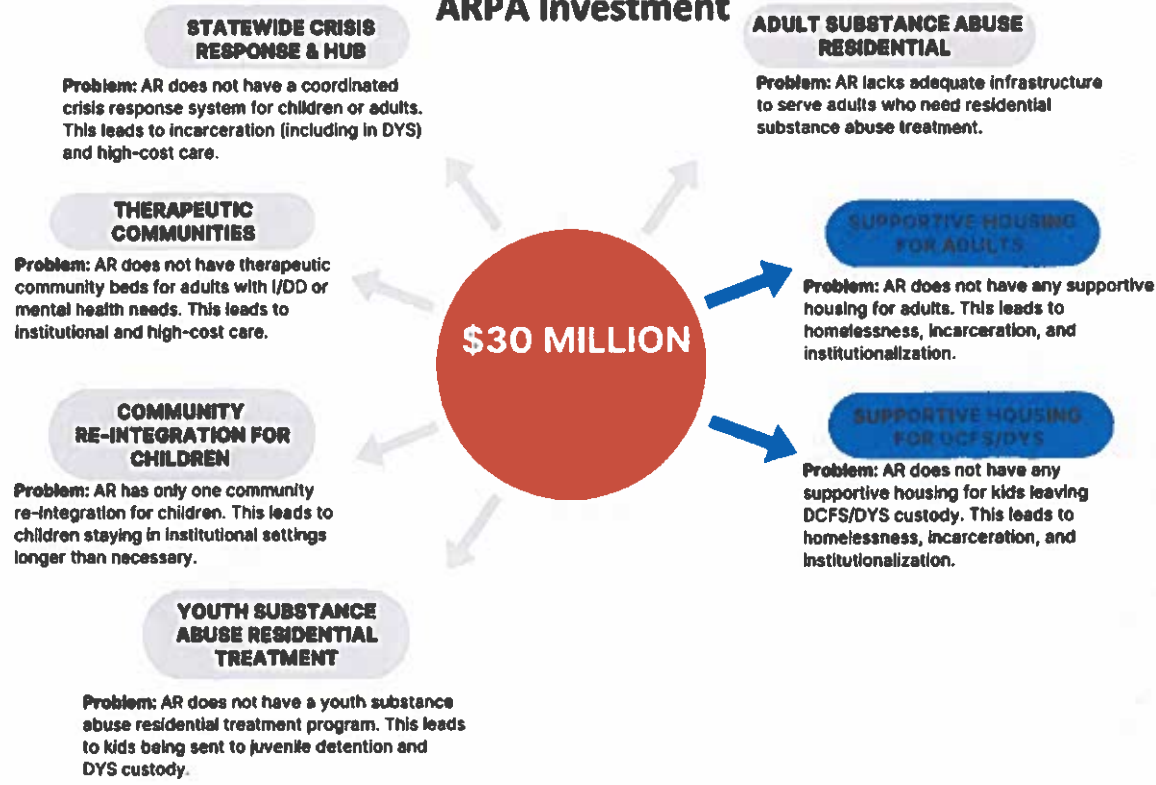 ARPA Investment
STATEWIDE CRISIS
RESPONSE & HUB
Problem: AR does not have a coordinated
crisis response system for children or adults.
This leads to incarceration (including in DYS)
and high-cost care.
ADULT SUBSTANCE ABUSE
RESIDENTIAL
Problem: AR lacks adequate infrastructure
to serve adults who need residential
substance abuse treatment.
THERAPEUTIC
COMMUNITIES
Problem: AR does not have therapeutic
community beds for adults with I/DD or
mental health needs. This leads to
institutional and high-cost care.
SUPPORTIVE HOUSING
FOR ADULTS
Problem: AR does not have any supportive
housing for adults. This leads to
homelessness, incarceration, and
institutionalization.
$30 MILLION
COMMUNITY
RE-INTEGRATION FOR
CHILDREN
Problem: AR has only one community
re-integration for children. This leads to
children staying in institutional settings
longer than necessary.
SUPPORTIVE HOUSING
FOR DCFS/DYS
Problem: AR does not have any
supportive housing for kids leaving
DCFS/DYS custody. This leads to
homelessness, incarceration, and
institutionalization.
YOUTH SUBSTANCE
ABUSE RESIDENTIAL
TREATMENT
Problem: AR does not have a youth substance
abuse residential treatment program. This leads
to kids being sent to juvenile detention and
DYS custody.